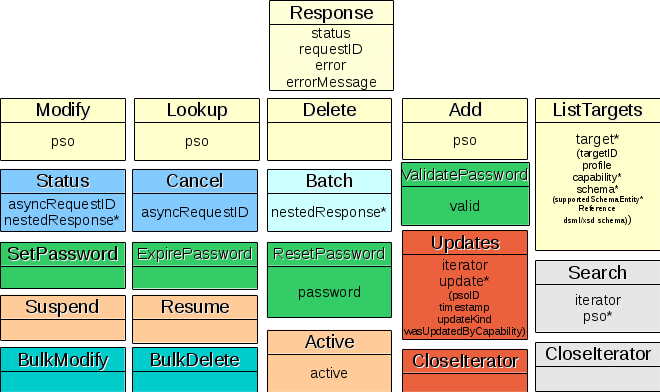 Response
status
requestID
error
errorMessage
Modify
pso
Lookup
pso
Delete
Add
pso
ListTargets
target*
(targetID
profile
capability*
schema*
(supportedSchemaEntity*
Reference
dsml/xsd schema))
Status
asyncRequestID
nestedResponse*
Cancel
asyncRequestID
Batch
nestedResponse*
ValidatePassword
valid
SetPassword
ExpirePassword
ResetPassword
password
Updates
iterator
update*
(psoID
timestamp
updateKind
wasUpdatedByCapability)
Search
iterator
pso*
Suspend
Resume
Active
active
BulkModify
BulkDelete
CloseIterator
CloseIterator